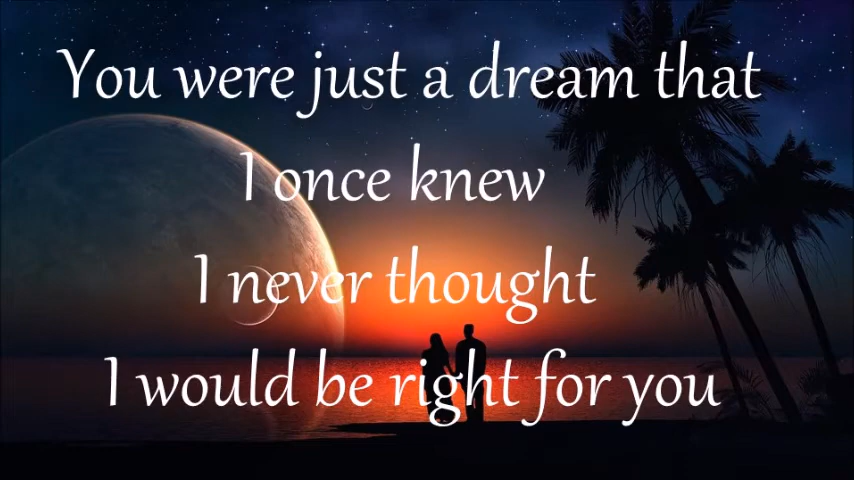 You were just a dream that
I once knew
I never thought
I would be right for you